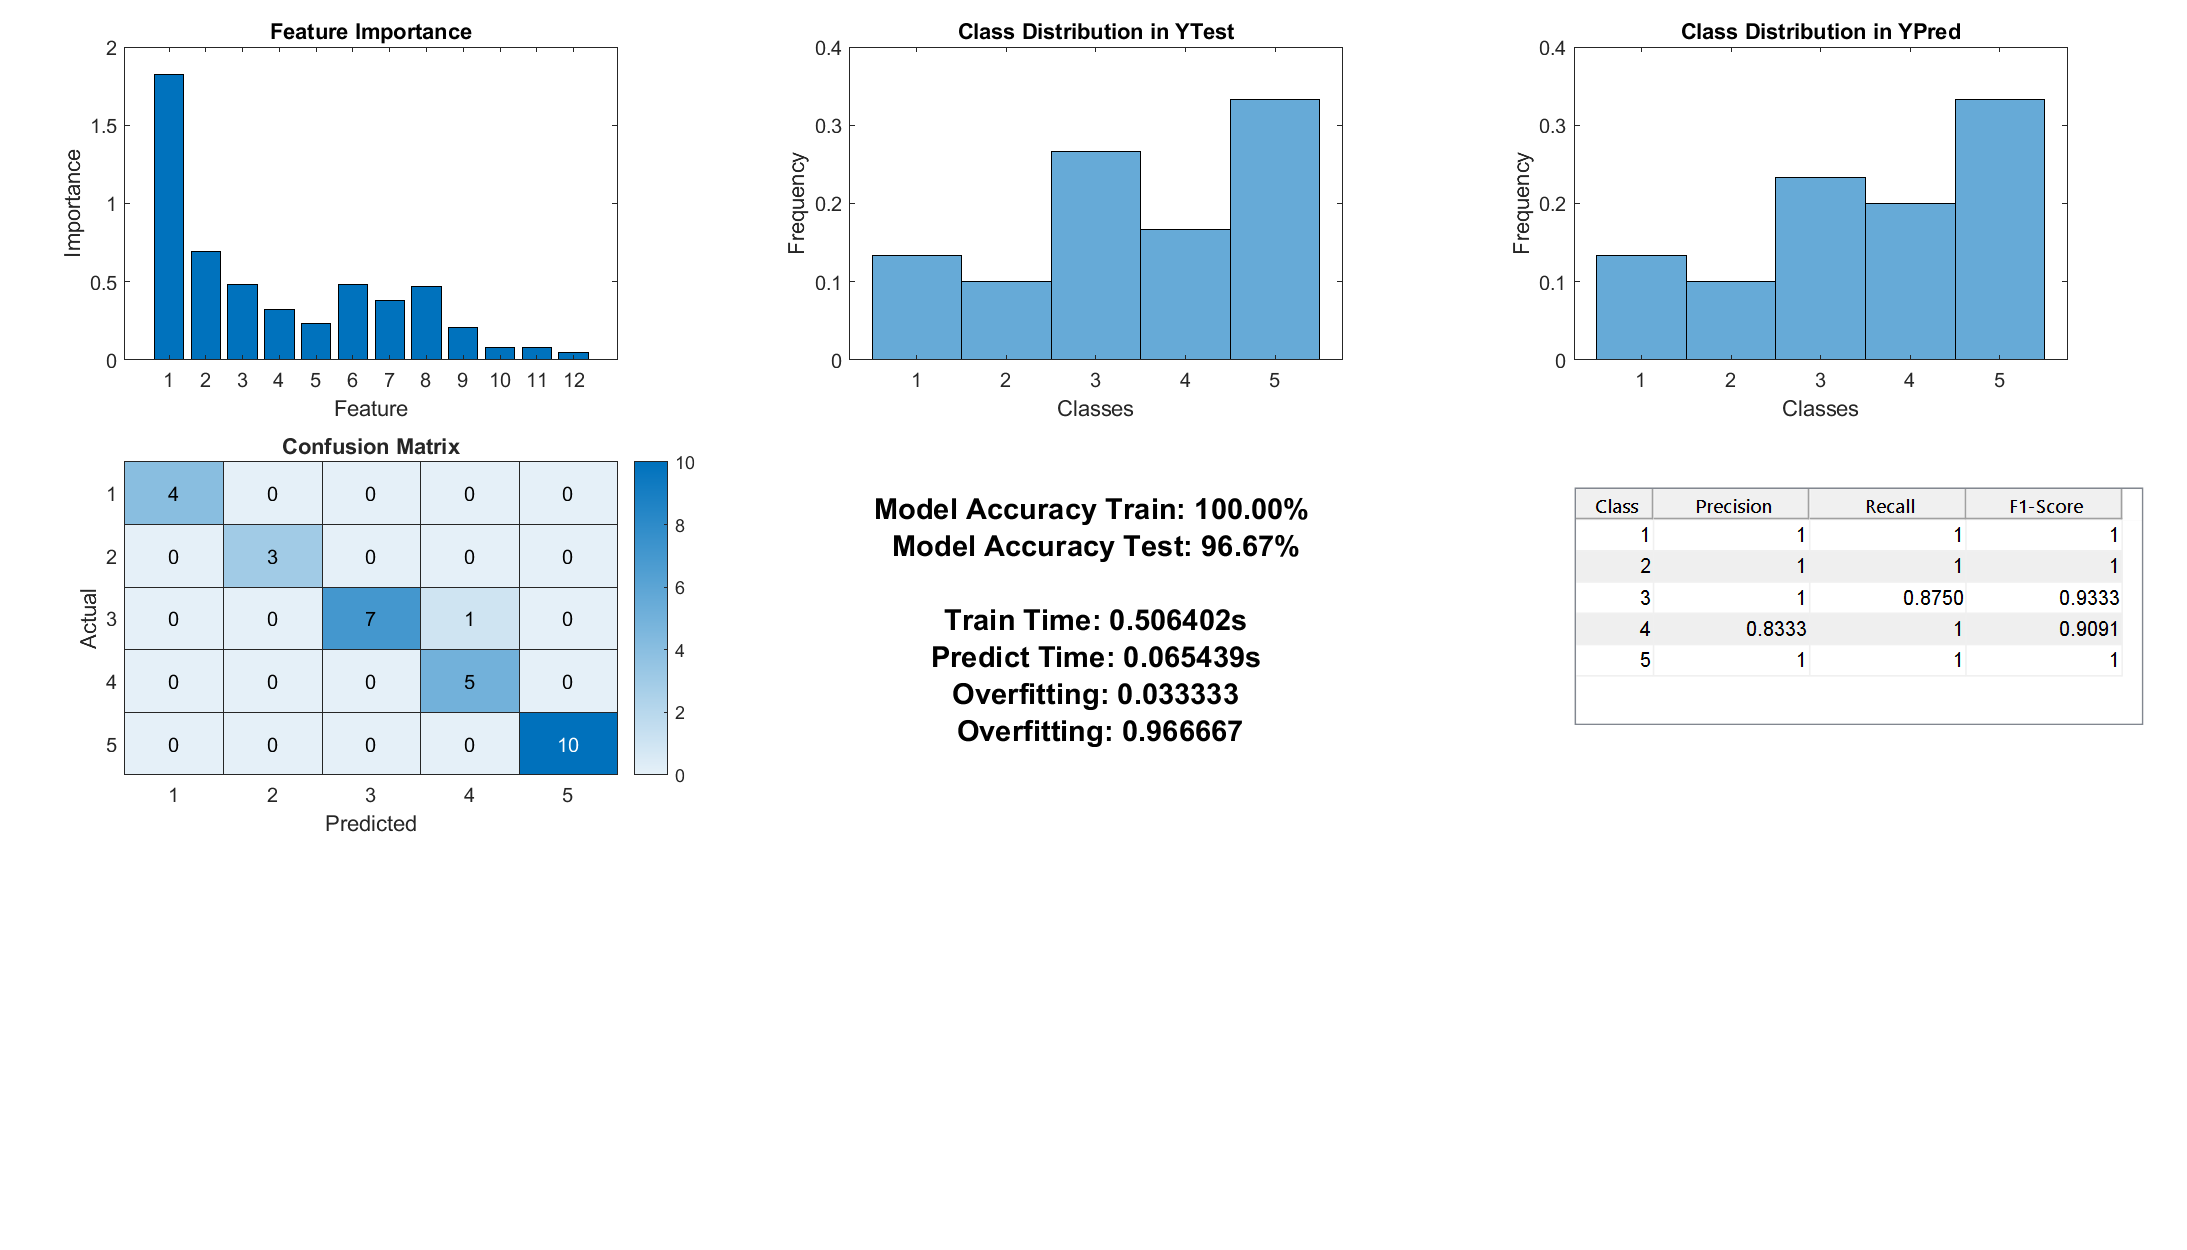 Feature Importance
2
1.5
1
0.5
0
Importance
1 2 3 4 5 6 7 8 9 10 11 12
Feature
Class Distribution in YTest
0.4
0.3
0.2
0.1
0
Frequency
1 2 3 4 5
Classes
Class Distribution in YPred
0.4
0.3
0.2
0.1
0
Frequency
1 2 3 4 5
Classes
Confusion Matrix
Actual
1 4 0 0 0 0
2 0 3 0 0 0
3 0 0 7 1 0
4 0 0 0 5 0
5 0 0 0 0 10
1 2 3 4 5
Predicted
10
8
6
4
2
0
Model Accuracy Train: 100.00%
Model Accuracy Test: 96.67%
Train Time: 0.506402s
Predict Time: 0.065439s
Overfitting: 0.033333
Overfitting: 0.966667
Class Precision Recall F1-Score
1 1 1 1
2 1 1 1
3 1 0.8750 0.9333
4 0.8333 1 0.9091
5 1 1 1